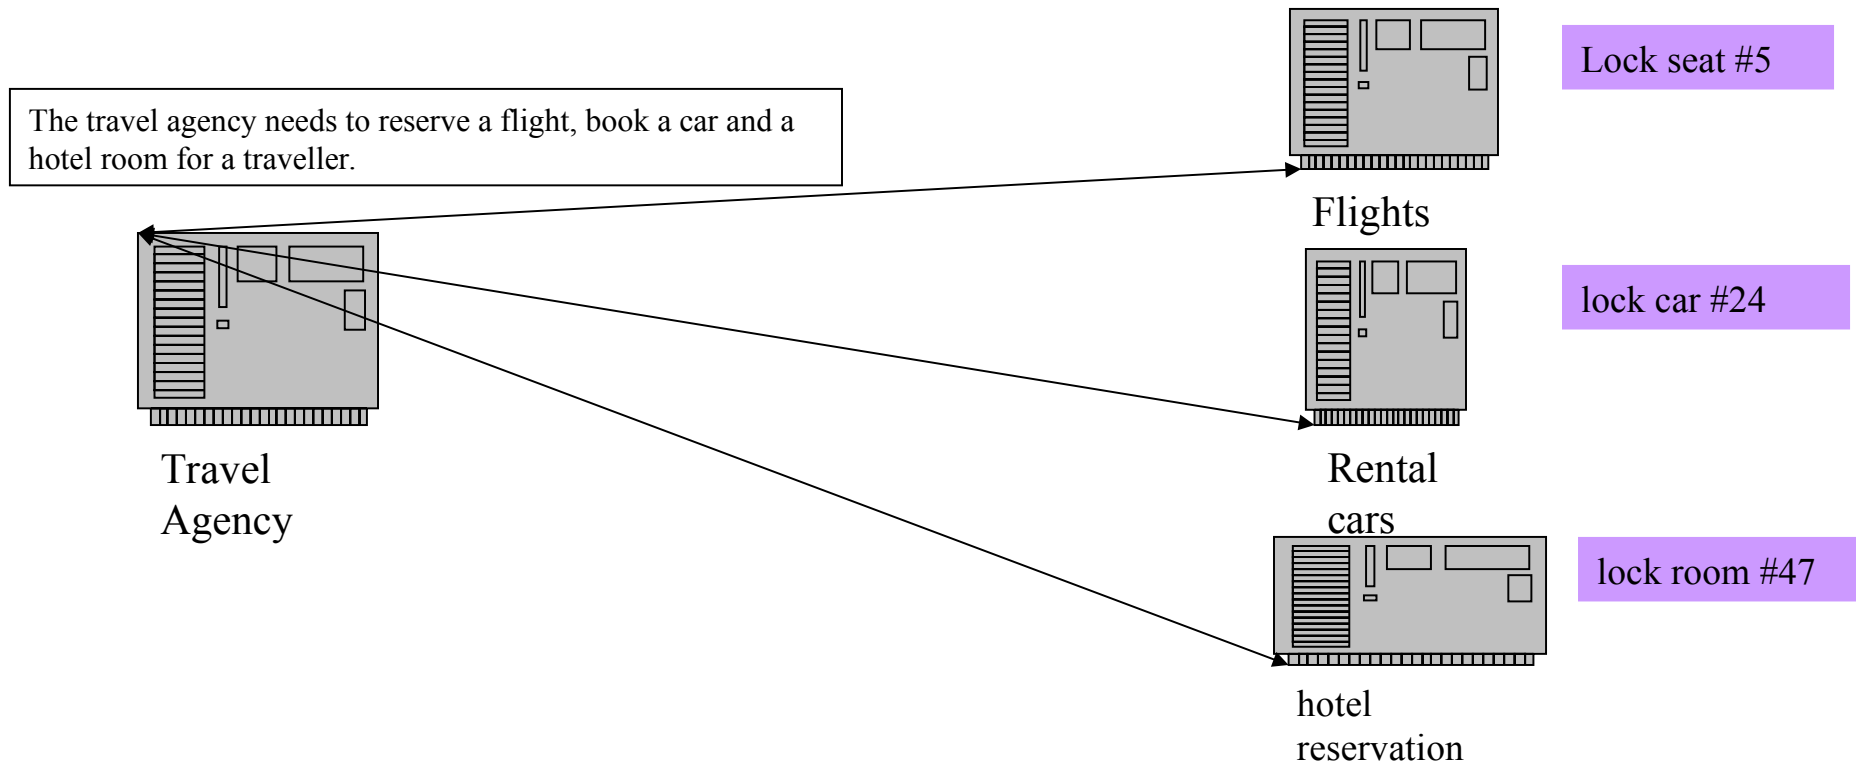 The travel agency needs to reserve a flight, book a car and a
hotel room for a traveller.
Travel
Agency
Flights
Lock seat #5
Rental
cars
lock car #24
hotel
reservation
lock room #47